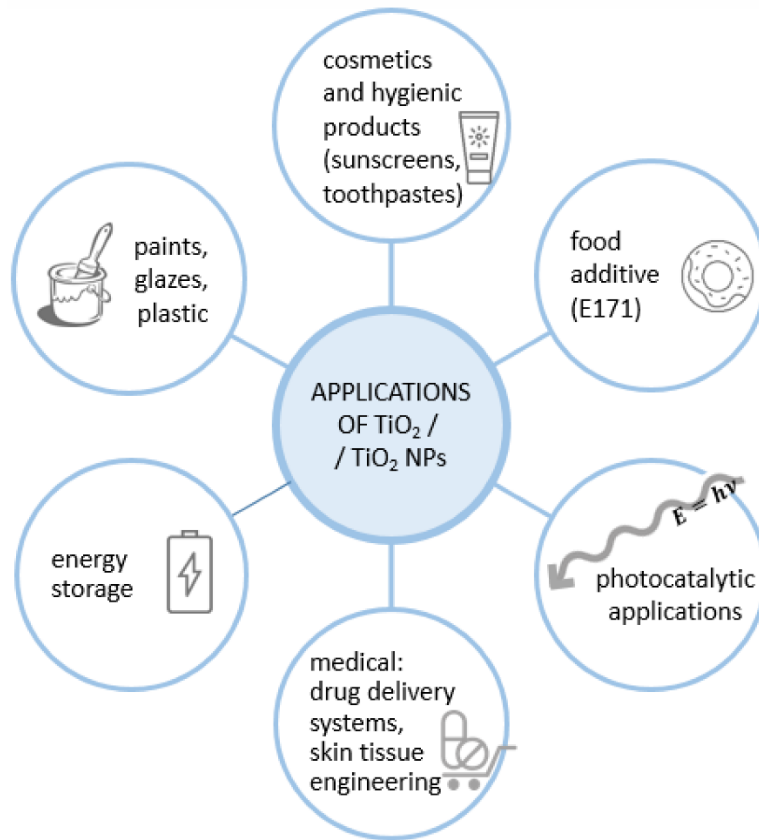 cosmetics
and hygienic
products
(sunscreens,
toothpastes)
paints,
glazes,
plastic
food
additive
(E171)
APPLICATIONS
OF TiO₂ /
/ TiO₂ NPs
energy
storage
E = hν
photocatalytic
applications
medical:
drug delivery
systems,
skin tissue
engineering